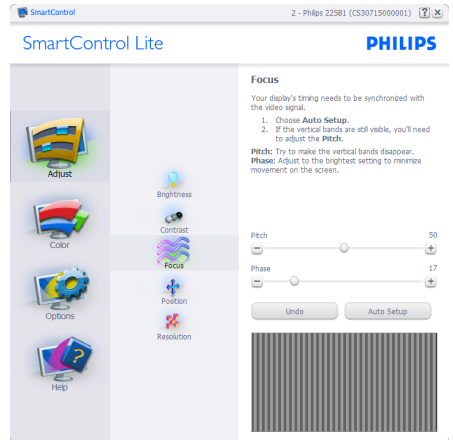 SmartControl
2 - Philips 225B1 (CS30715000001)
?
SmartControl Lite
PHILIPS
Adjust
Color
Options
Help
Brightness
Contrast
Focus
Position
Resolution
Focus
Your display's timing needs to be synchronized with
the video signal.
1. Choose Auto Setup.
2. If the vertical bands are still visible, you'll need
to adjust the Pitch.
Pitch: Try to make the vertical bands disappear.
Phase: Adjust to the brightest setting to minimize
movement on the screen.
Pitch 50
Phase 17
Undo Auto Setup